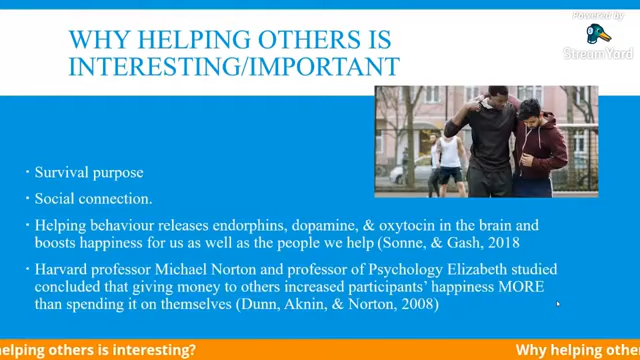 Powered by
StreamYard
WHY HELPING OTHERS IS
INTERESTING/IMPORTANT
• Survival purpose
• Social connection.
• Helping behaviour releases endorphins, dopamine, & oxytocin in the brain and
boosts happiness for us as well as the people we help (Sonne, & Gash, 2018
• Harvard professor Michael Norton and professor of Psychology Elizabeth studied
concluded that giving money to others increased participants' happiness MORE
than spending it on themselves (Dunn, Aknin, & Norton, 2008)
helping others is interesting?
Why helping othe